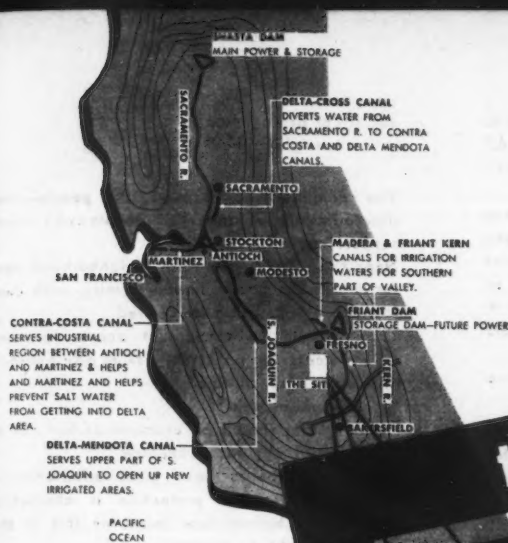 SHASTA DAM
MAIN POWER & STORAGE
SACRAMENTO R.
DELTA-CROSS CANAL
DIVERTS WATER FROM
SACRAMENTO R. TO CONTRA
COSTA AND DELTA MENDOTA
CANALS.
SACRAMENTO
STOCKTON
MARTINEZ
ANTIOCH
MODESTO
SAN FRANCISCO
MADERA & FRIANT KERN
CANALS FOR IRRIGATION
WATERS FOR SOUTHERN
PART OF VALLEY.
FRIANT DAM
STORAGE DAM—FUTURE POWER
CONTRA-COSTA CANAL
SERVES INDUSTRIAL
REGION BETWEEN ANTIOCH
AND MARTINEZ & HELPS
AND MARTINEZ AND HELPS
PREVENT SALT WATER
FROM GETTING INTO DELTA
AREA.
S. JOAQUIN R.
FRESNO
THE SITE
KERN R.
BAKERSFIELD
DELTA-MENDOTA CANAL
SERVES UPPER PART OF S.
JOAQUIN TO OPEN UP NEW
IRRIGATED AREAS.
PACIFIC
OCEAN